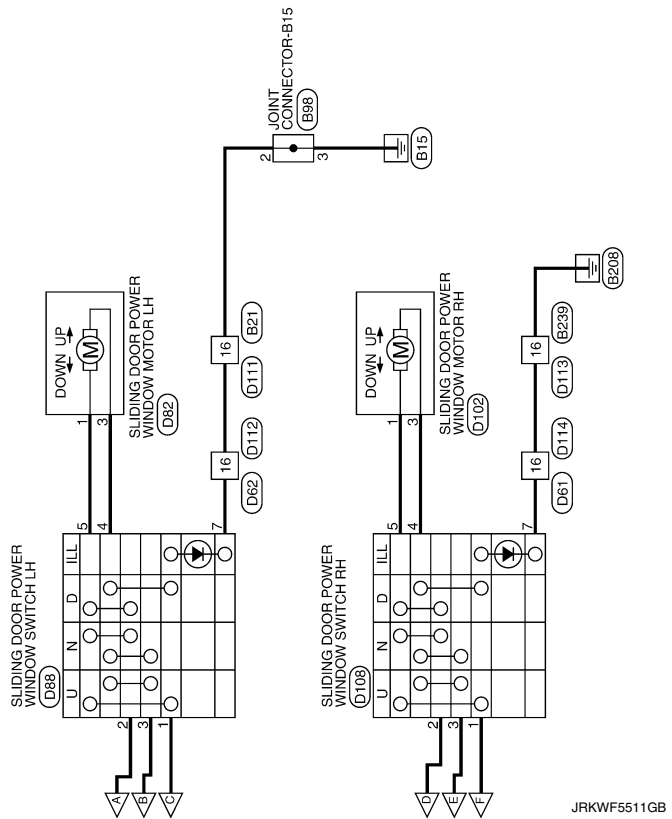 JOINT
CONNECTOR-B15
B98
2
3
B15
DOWN UP
M
SLIDING DOOR POWER
WINDOW MOTOR LH
D82
1
3
16
B21
D111
16
D112
D62
SLIDING DOOR POWER
WINDOW SWITCH LH
D88
U
N
D
ILL
5
4
7
2
3
1
A
B
C
DOWN UP
M
SLIDING DOOR POWER
WINDOW MOTOR RH
D102
1
3
B208
16
B239
D113
16
D114
D61
SLIDING DOOR POWER
WINDOW SWITCH RH
D108
U
N
D
ILL
5
4
7
2
3
1
D
E
F
JRKWF5511GB